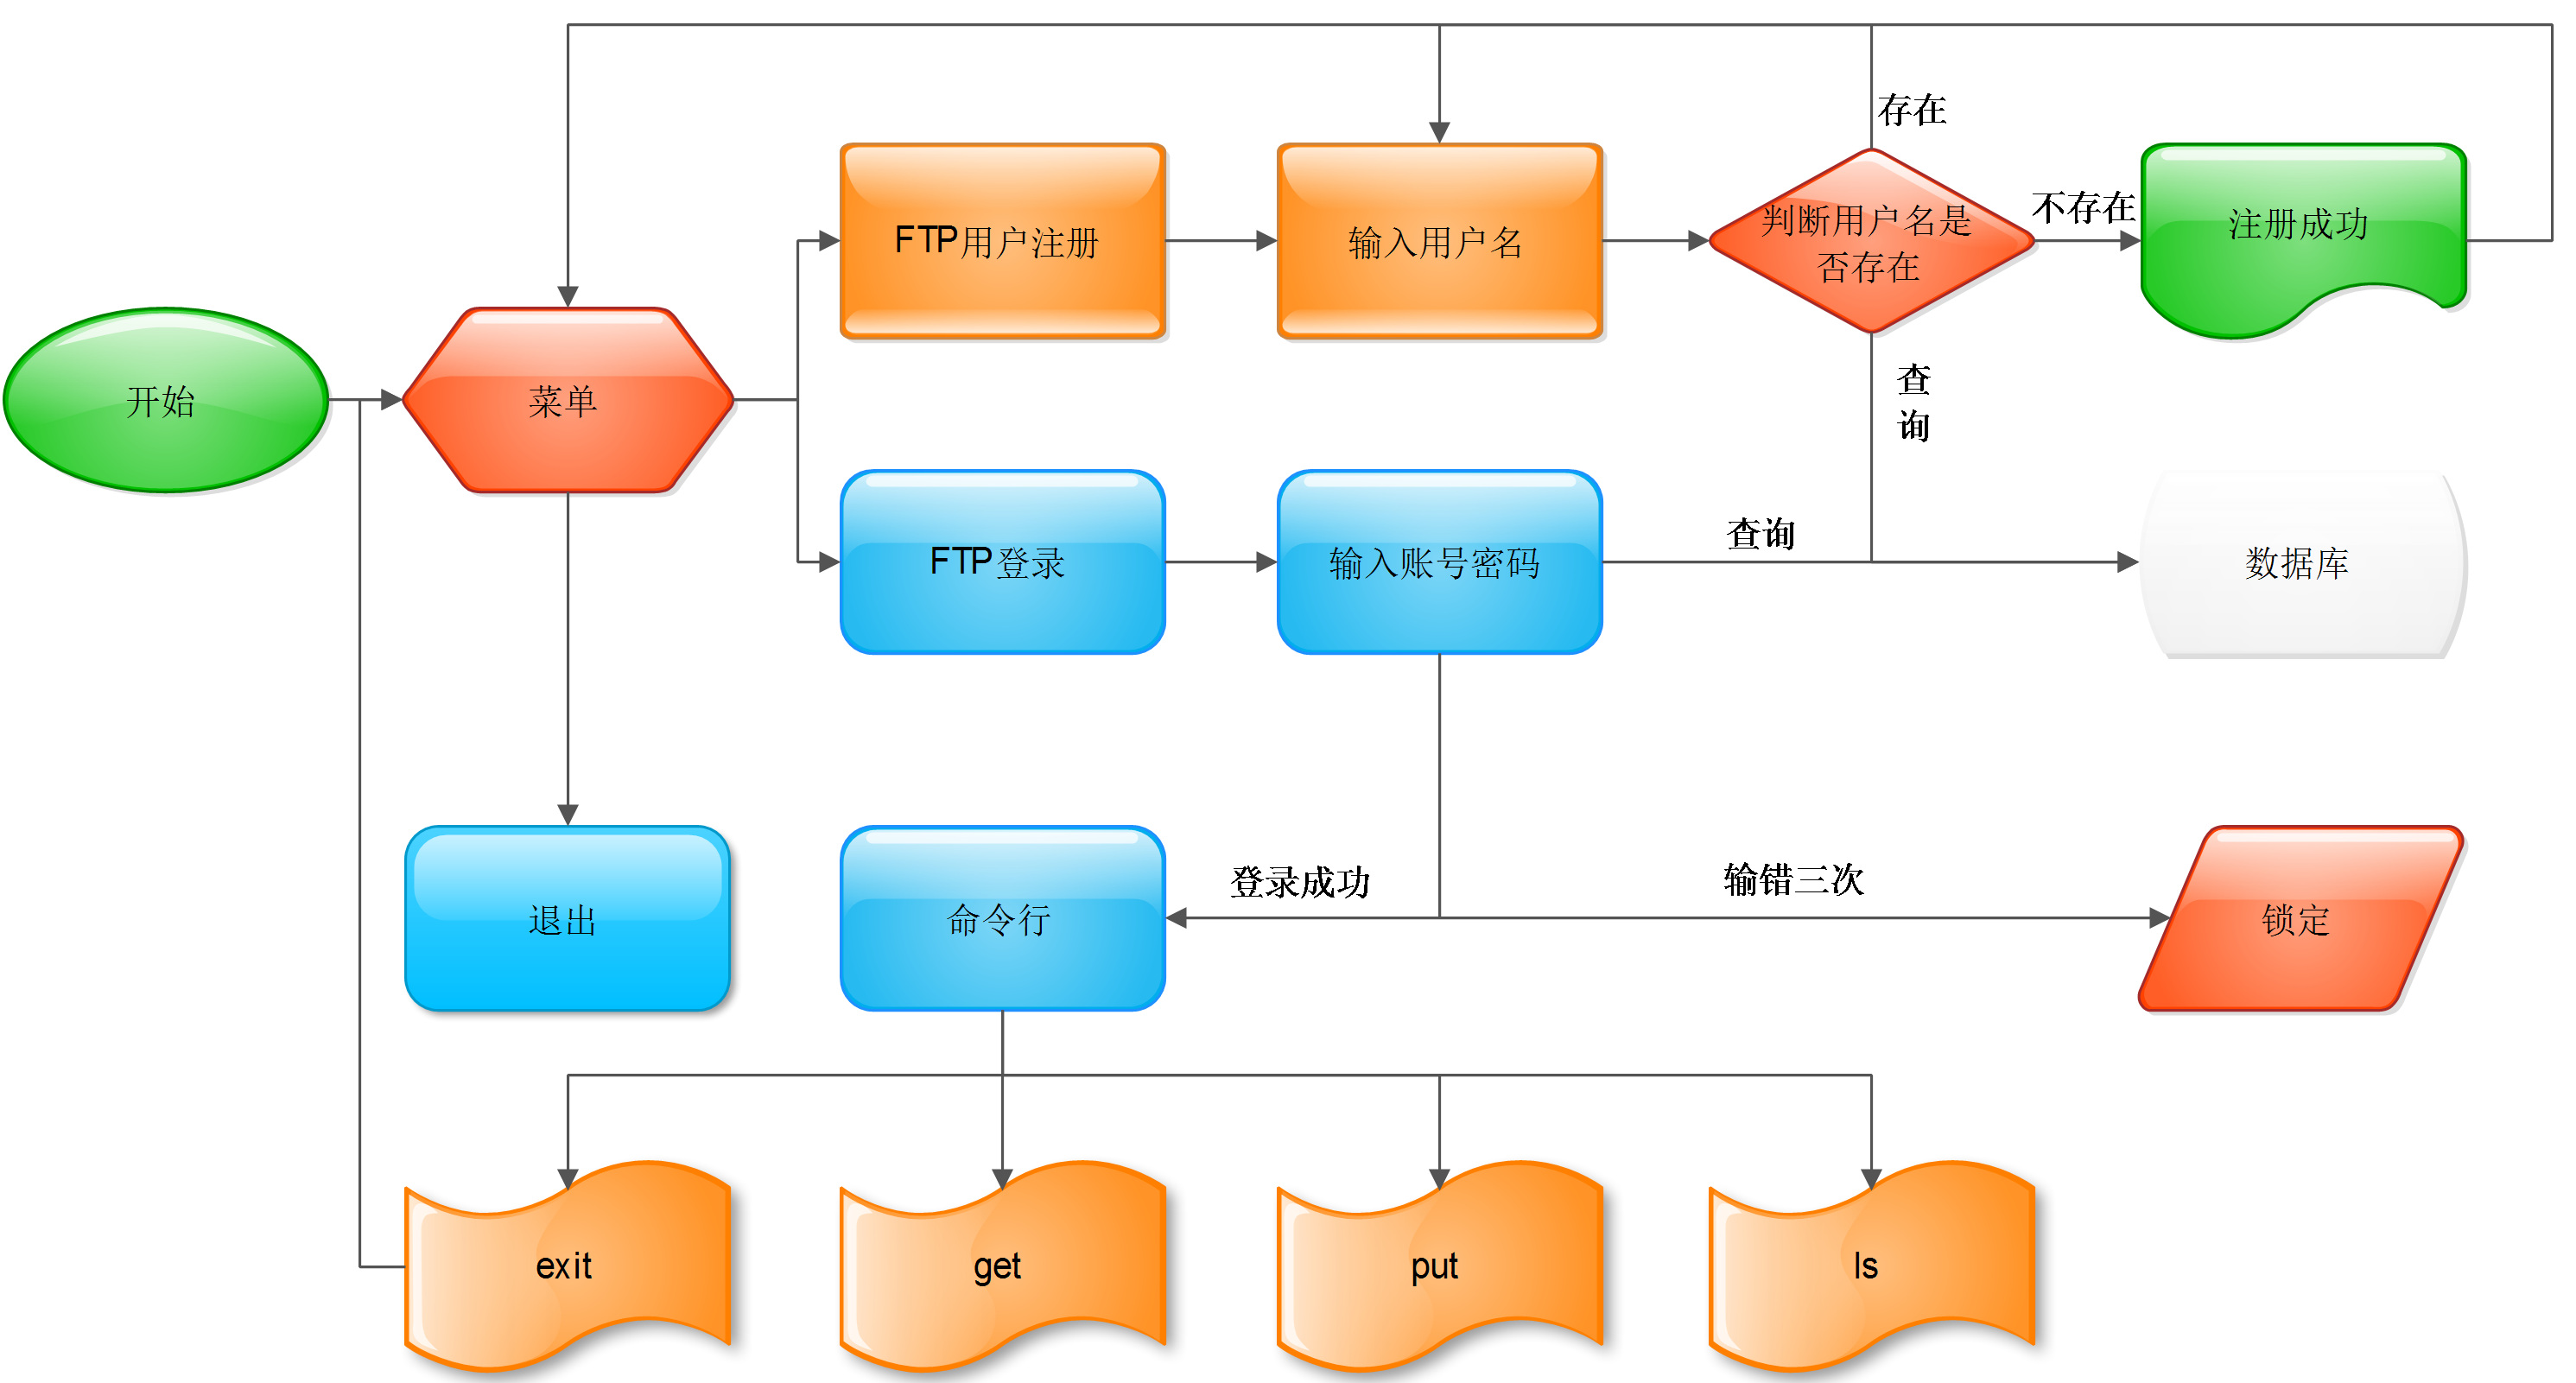 存在
FTP用户注册
输入用户名
判断用户名是
否存在
不存在
注册成功
开始
菜单
查
询
FTP登录
输入账号密码
查询
数据库
退出
命令行
登录成功
输错三次
锁定
exit
get
put
ls